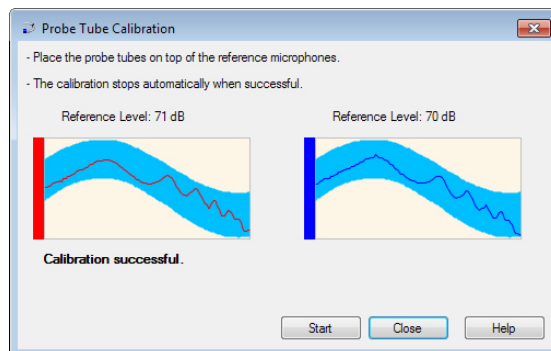 Probe Tube Calibration
- Place the probe tubes on top of the reference microphones.
- The calibration stops automatically when successful.
Reference Level: 71 dB
Reference Level: 70 dB
Calibration successful.
Start
Close
Help